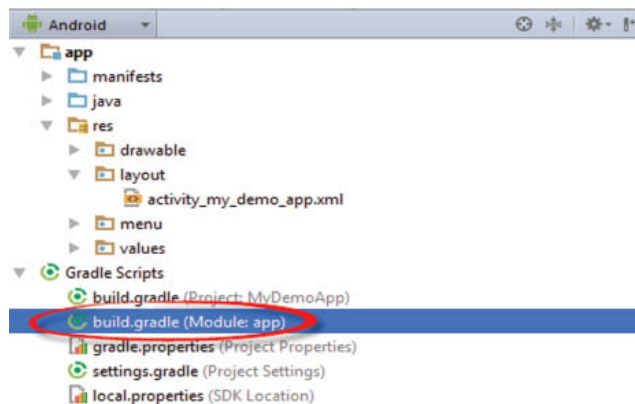 Android
app
manifests
java
res
drawable
layout
activity_my_demo_app.xml
menu
values
Gradle Scripts
build.gradle (Project: MyDemoApp)
build.gradle (Module: app)
gradle.properties (Project Properties)
settings.gradle (Project Settings)
local.properties (SDK Location)